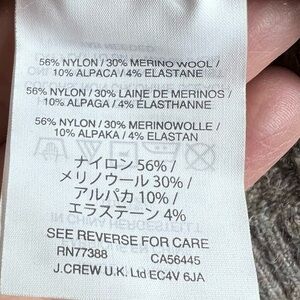 56% NYLON / 30% MERINO WOOL /
10% ALPACA / 4% ELASTANE
56% NYLON / 30% LAINE DE MERINOS /
10% ALPAGA / 4% ELASTHANNE
56% NYLON / 30% MERINOWOLLE /
10% ALPAKA / 4% ELASTAN
ナイロン 56% /
メリノウール 30% /
アルパカ 10% /
エラステーン 4%
SEE REVERSE FOR CARE
RN77388 CA56445
J.CREW U.K. Ltd EC4V 6JA